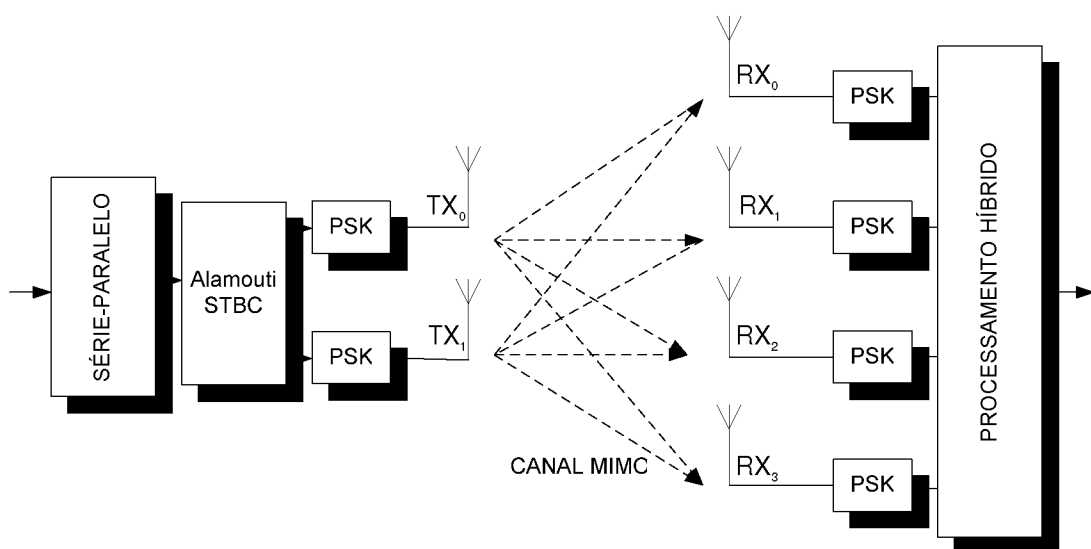 SÉRIE-PARALELO
Alamouti
STBC
PSK
PSK
TX0
TX1
CANAL MIMO
RX0
RX1
RX2
RX3
PSK
PSK
PSK
PSK
PROCESSAMENTO HÍBRIDO